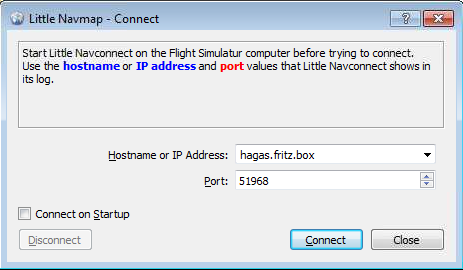 Little Navmap - Connect
Start Little Navconnect on the Flight Simulatur computer before trying to connect.
Use the hostname or IP address and port values that Little Navconnect shows in
its log.
Hostname or IP Address: hagas.fritz.box
Port: 51968
Connect on Startup
Disconnect Connect Close